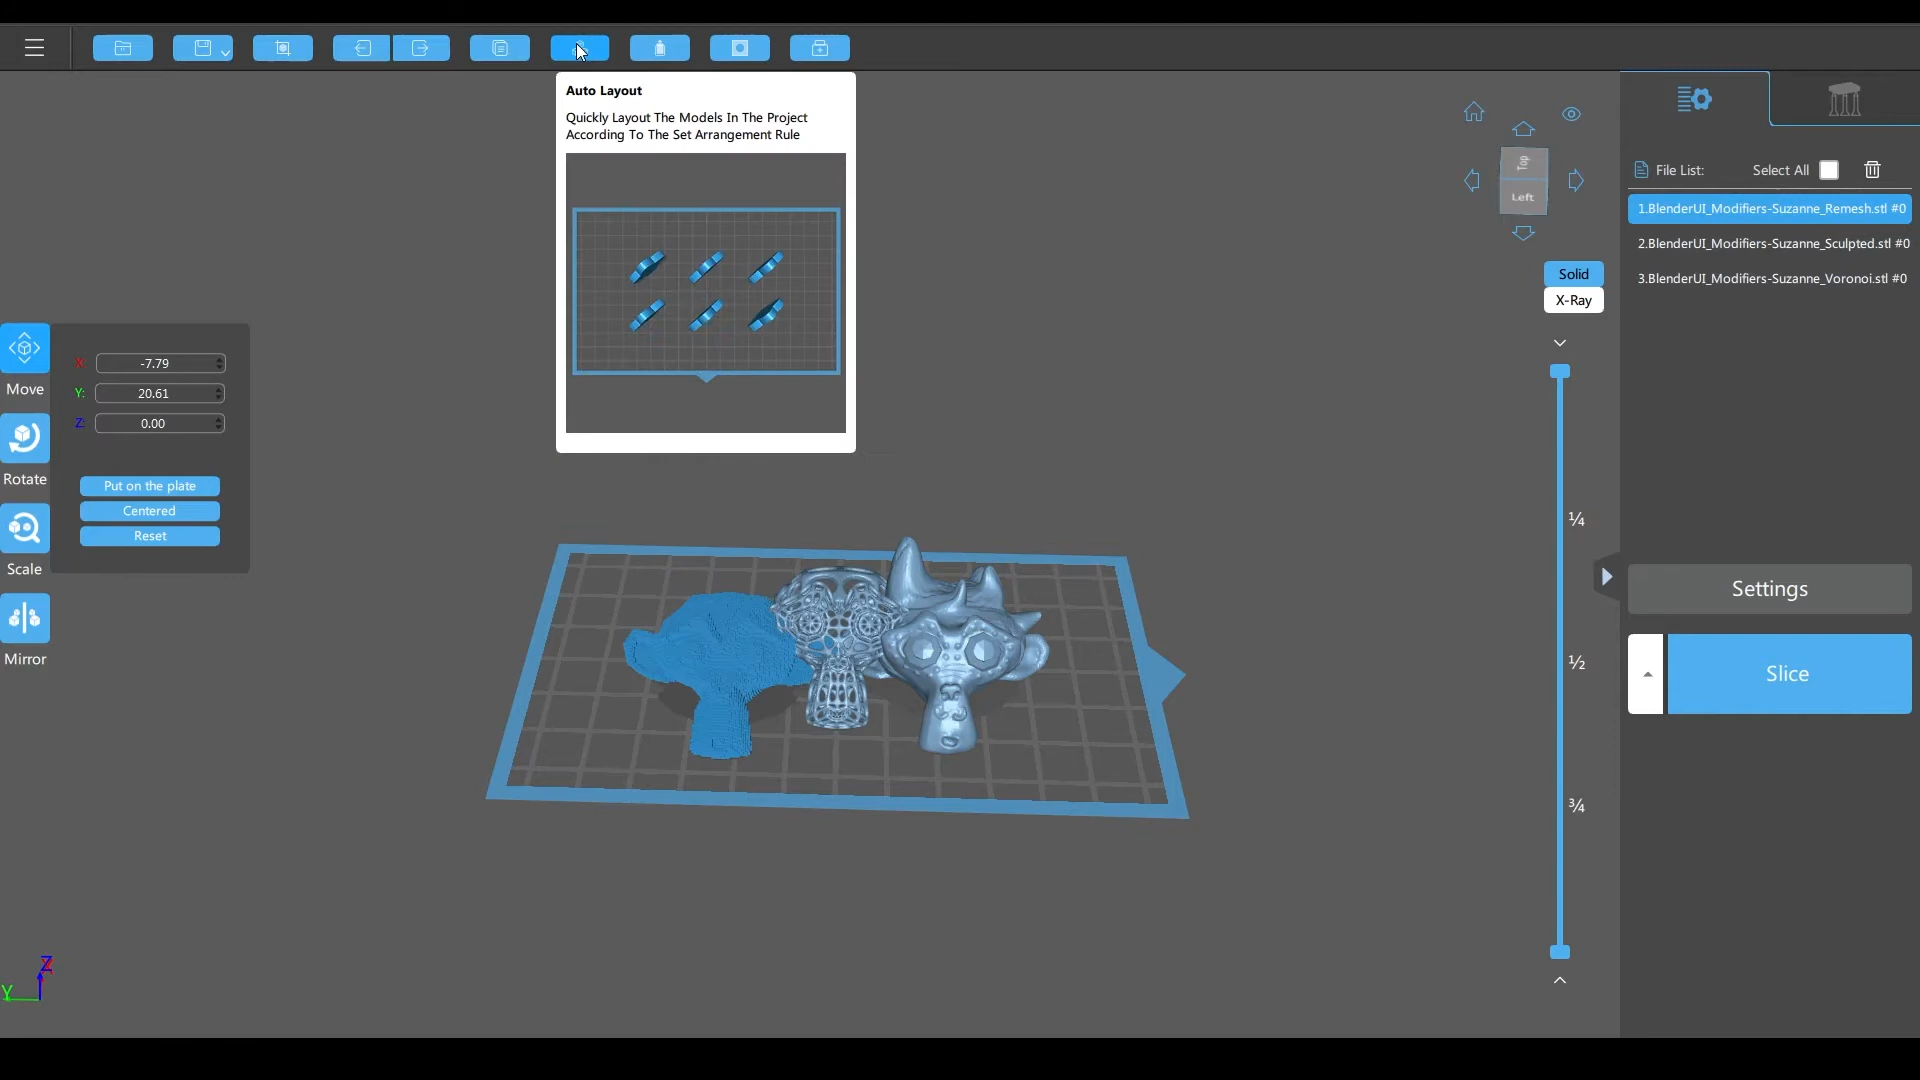 Auto Layout
Quickly Layout The Models In The Project
According To The Set Arrangement Rule
Top
Left
File List:
Select All
1.BlenderUI_Modifiers-Suzanne_Remesh.stl #0
2.BlenderUI_Modifiers-Suzanne_Sculpted.stl #0
3.BlenderUI_Modifiers-Suzanne_Voronoi.stl #0
Solid
X-Ray
Move
X: -7.79
Y: 20.61
Z: 0.00
Rotate
Put on the plate
Centered
Reset
Scale
Mirror
¼
½
¾
Settings
Slice
Z
Y